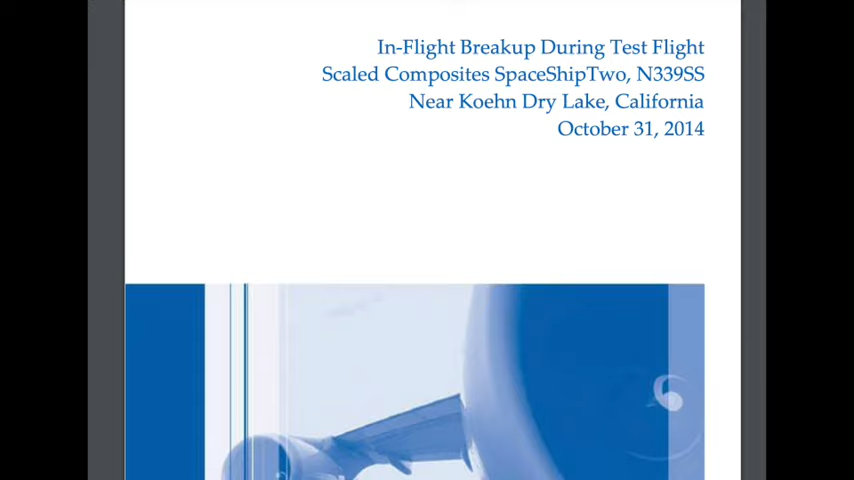 In-Flight Breakup During Test Flight
Scaled Composites SpaceShipTwo, N339SS
Near Koehn Dry Lake, California
October 31, 2014